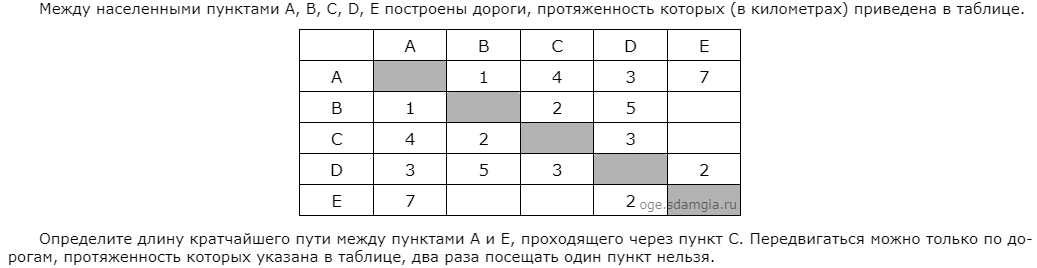 Между населенными пунктами A, B, C, D, E построены дороги, протяженность которых (в километрах) приведена в таблице.
A B C D E
A 1 4 3 7
B 1 2 5
C 4 2 3
D 3 5 3 2
E 7 2 oge.sdamgia.ru
Определите длину кратчайшего пути между пунктами A и E, проходящего через пункт C. Передвигаться можно только по до-
рогам, протяженность которых указана в таблице, два раза посещать один пункт нельзя.